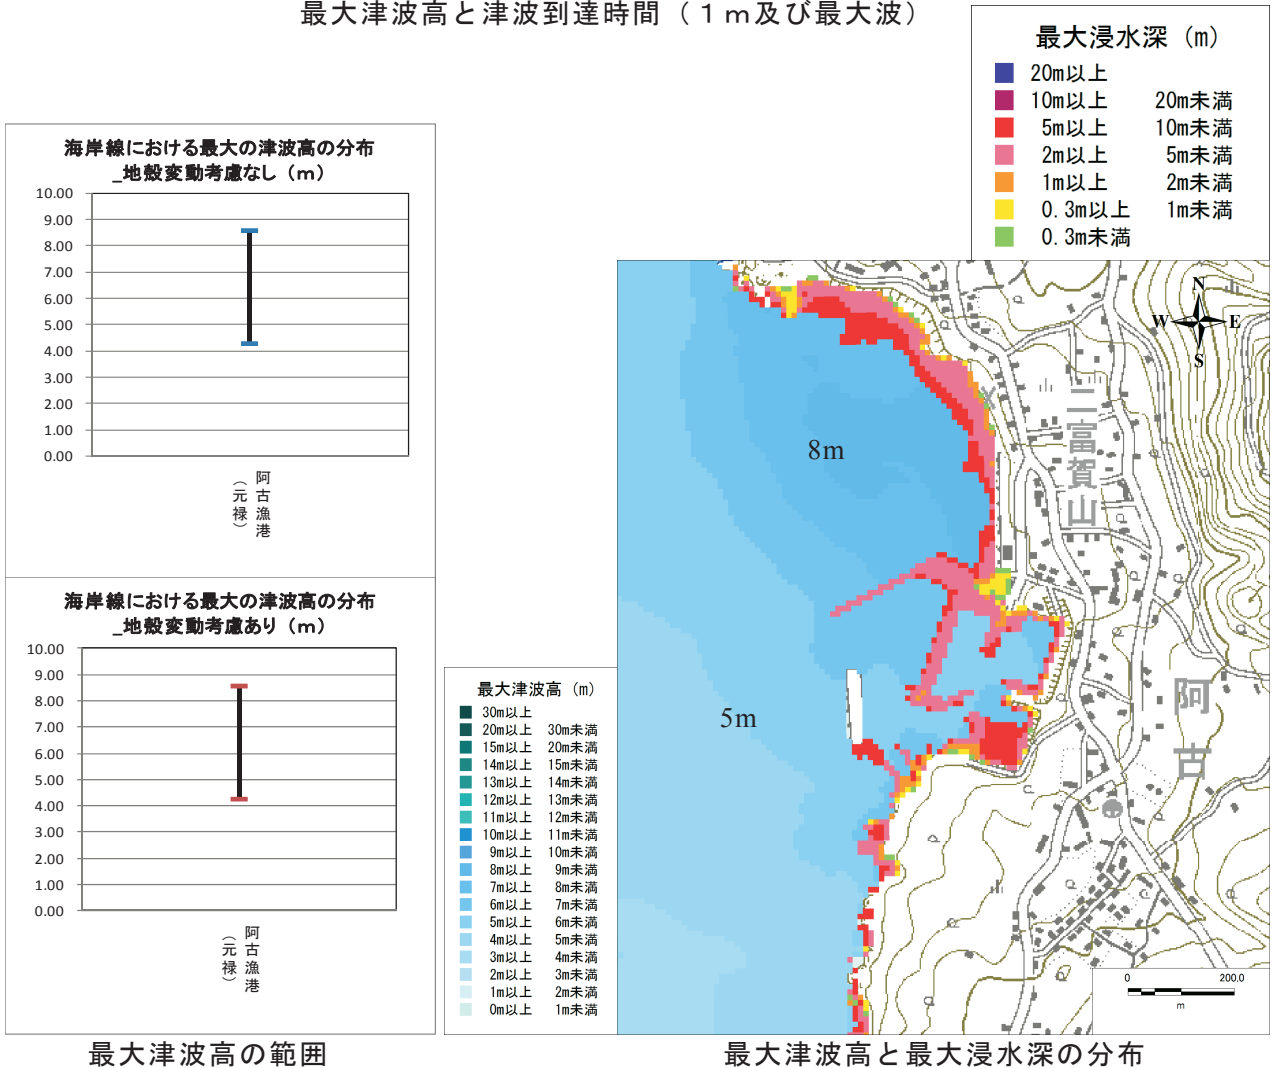 最大津波高と津波到達時間（１ｍ及び最大波）
最大浸水深（m）
20m以上
10m以上 20m未満
5m以上 10m未満
2m以上 5m未満
1m以上 2m未満
0.3m以上 1m未満
0.3m未満
海岸線における最大の津波高の分布
_地殻変動考慮なし（ｍ）
10.00
9.00
8.00
7.00
6.00
5.00
4.00
3.00
2.00
1.00
0.00
阿古漁港
（元禄）
海岸線における最大の津波高の分布
_地殻変動考慮あり（ｍ）
10.00
9.00
8.00
7.00
6.00
5.00
4.00
3.00
2.00
1.00
0.00
阿古漁港
（元禄）
最大津波高の範囲
最大津波高（m）
30m以上
20m以上 30m未満
15m以上 20m未満
14m以上 15m未満
13m以上 14m未満
12m以上 13m未満
11m以上 12m未満
10m以上 11m未満
9m以上 10m未満
8m以上 9m未満
7m以上 8m未満
6m以上 7m未満
5m以上 6m未満
4m以上 5m未満
3m以上 4m未満
2m以上 3m未満
1m以上 2m未満
0m以上 1m未満
N
W
E
S
8m
5m
富賀山
阿古
0 200.0
m
最大津波高と最大浸水深の分布